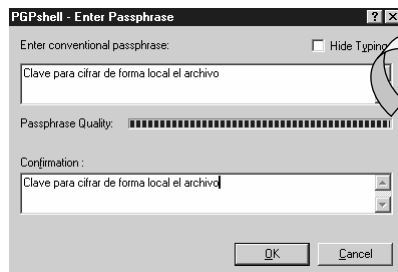 PGPshell - Enter Passphrase
Enter conventional passphrase:
Hide Typing
Clave para cifrar de forma local el archivo
Passphrase Quality:
Confirmation :
Clave para cifrar de forma local el archivo
OK Cancel